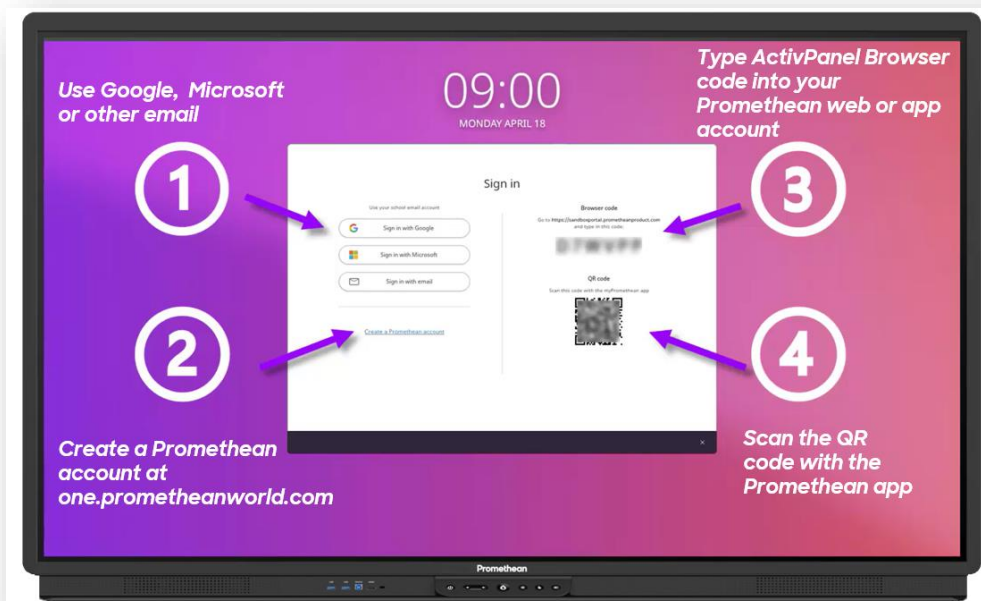 Use Google, Microsoft
or other email
09:00
MONDAY APRIL 18
Type ActivPanel Browser
code into your
Promethean web or app
account
1
3
Sign in
Use your school email account
Sign in with Google
Sign in with Microsoft
Sign in with email
Create a Promethean account
Browser code
Go to https://sandboxportal.prometheanproduct.com
and type in this code:
QR code
Scan this code with the myPromethean app
2
4
Create a Promethean
account at
one.prometheanworld.com
Scan the QR
code with the
Promethean app
Promethean